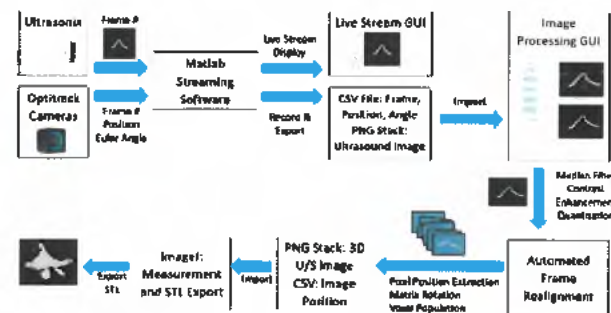 Ultrasonix
Frame #
Matlab
Streaming
Software
Live Stream
Display
Live Stream GUI
Image
Processing GUI
Optitrack
Cameras
Frame #
Position
Euler Angle
Record &
Export
CSV File: Frame,
Position, Angle
PNG Stack:
Ultrasound Image
Import
Median Filter
Contrast
Enhancement
Quantization
Automated
Frame
Realignment
Pixel Position Extraction
Matrix Rotation
Voxel Population
PNG Stack: 3D
U/S Image
CSV: Image
Position
Import
ImageJ:
Measurement
and STL Export
Export
STL